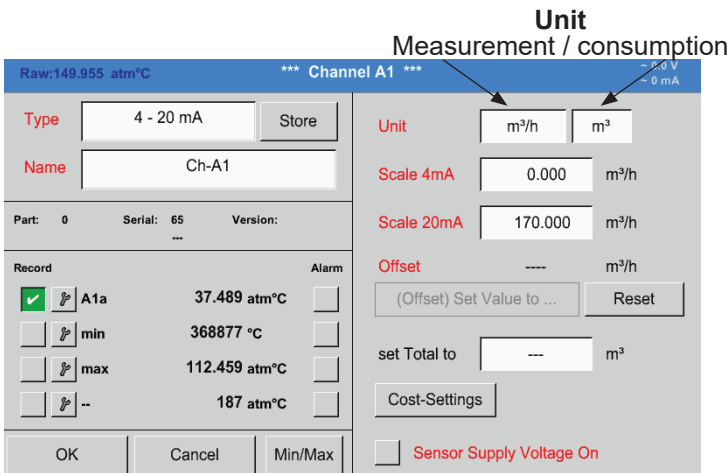 Unit
Measurement / consumption
Raw:149.955 atm°C
*** Channel A1 ***
~ 0.0 V
~ 0 mA
Type
4 - 20 mA
Store
Name
Ch-A1
Part: 0 Serial: 65 Version:
---
Record
Alarm
A1a 37.489 atm°C
min 368877 °C
max 112.459 atm°C
-- 187 atm°C
OK
Cancel
Min/Max
Unit
m³/h
m³
Scale 4mA
0.000
m³/h
Scale 20mA
170.000
m³/h
Offset
----
m³/h
(Offset) Set Value to ...
Reset
set Total to
---
m³
Cost-Settings
Sensor Supply Voltage On